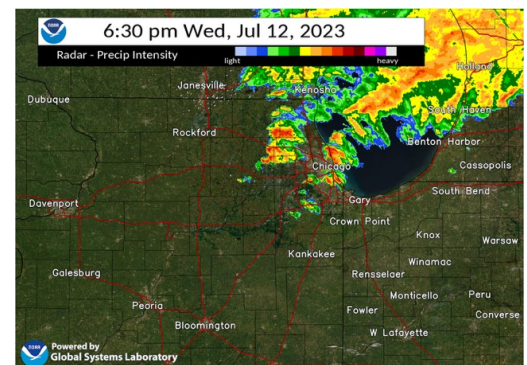 6:30 pm Wed, Jul 12, 2023
Radar - Precip Intensity
light heavy
Holland
Janesville
Kenosha
Dubuque
South Haven
Rockford
Benton Harbor
Chicago
Cassopolis
South Bend
Davenport
Gary
Crown Point
Knox
Warsaw
Kankakee
Winamac
Galesburg
Rensselaer
Monticello
Peru
Peoria
Fowler
Converse
Bloomington
W Lafayette
NOAA
Powered by
Global Systems Laboratory